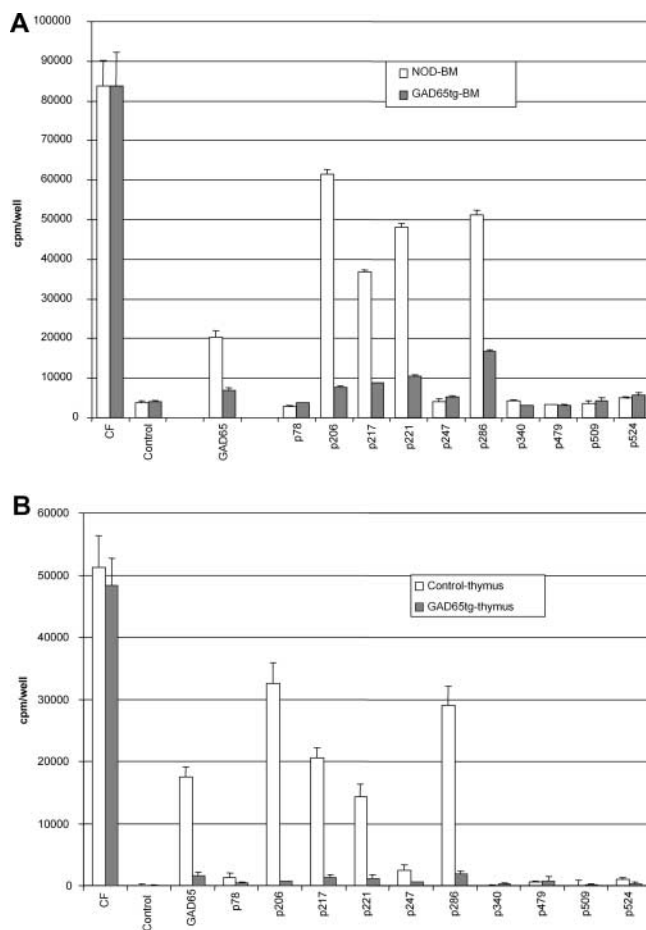 A
100000
90000
80000
70000
60000
50000
40000
30000
20000
10000
0
cpm/well
NOD-BM
GAD65tg-BM
CF
Control
GAD65
p78
p206
p217
p221
p247
p286
p340
p479
p509
p524
B
60000
50000
40000
30000
20000
10000
0
cpm/well
Control-thymus
GAD65tg-thymus
CF
Control
GAD65
p78
p206
p217
p221
p247
p286
p340
p479
p509
p524